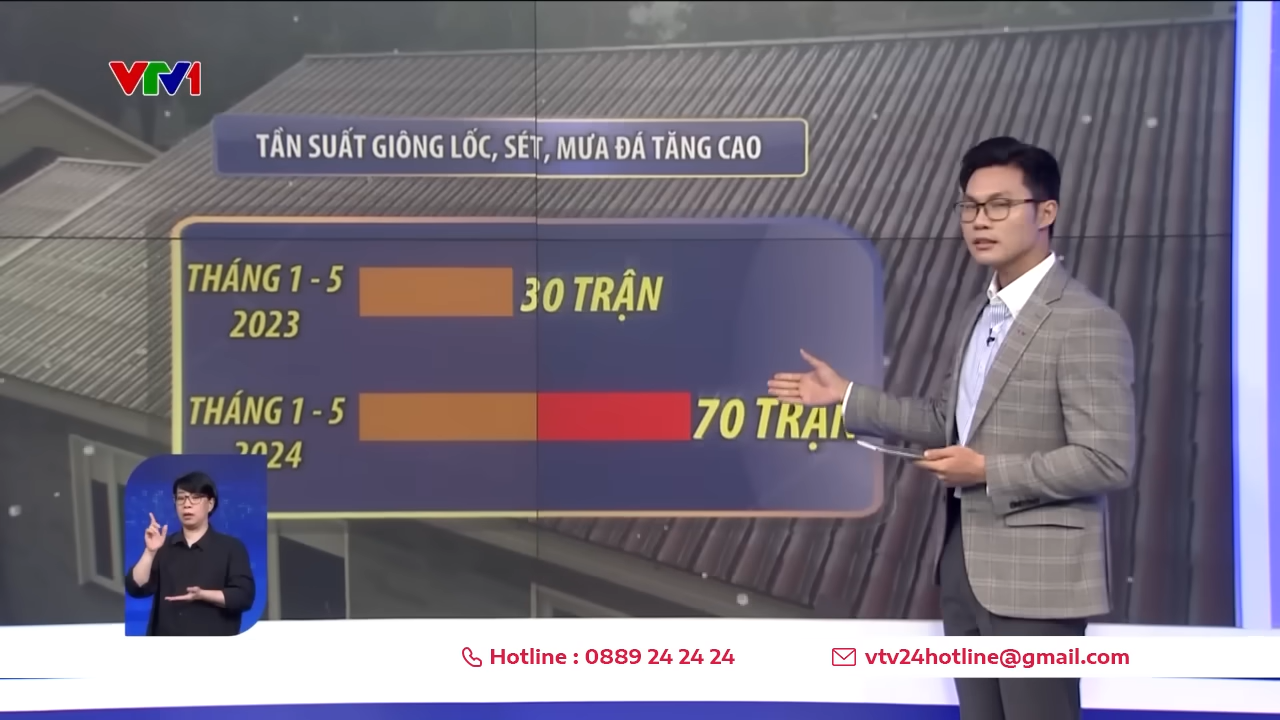 VTV1
TẦN SUẤT GIÔNG LỐC, SÉT, MƯA ĐÁ TĂNG CAO
THÁNG 1 - 5
2023
30 TRẬN
THÁNG 1 - 5
2024
70 TRẬN
Hotline : 0889 24 24 24
vtv24hotline@gmail.com